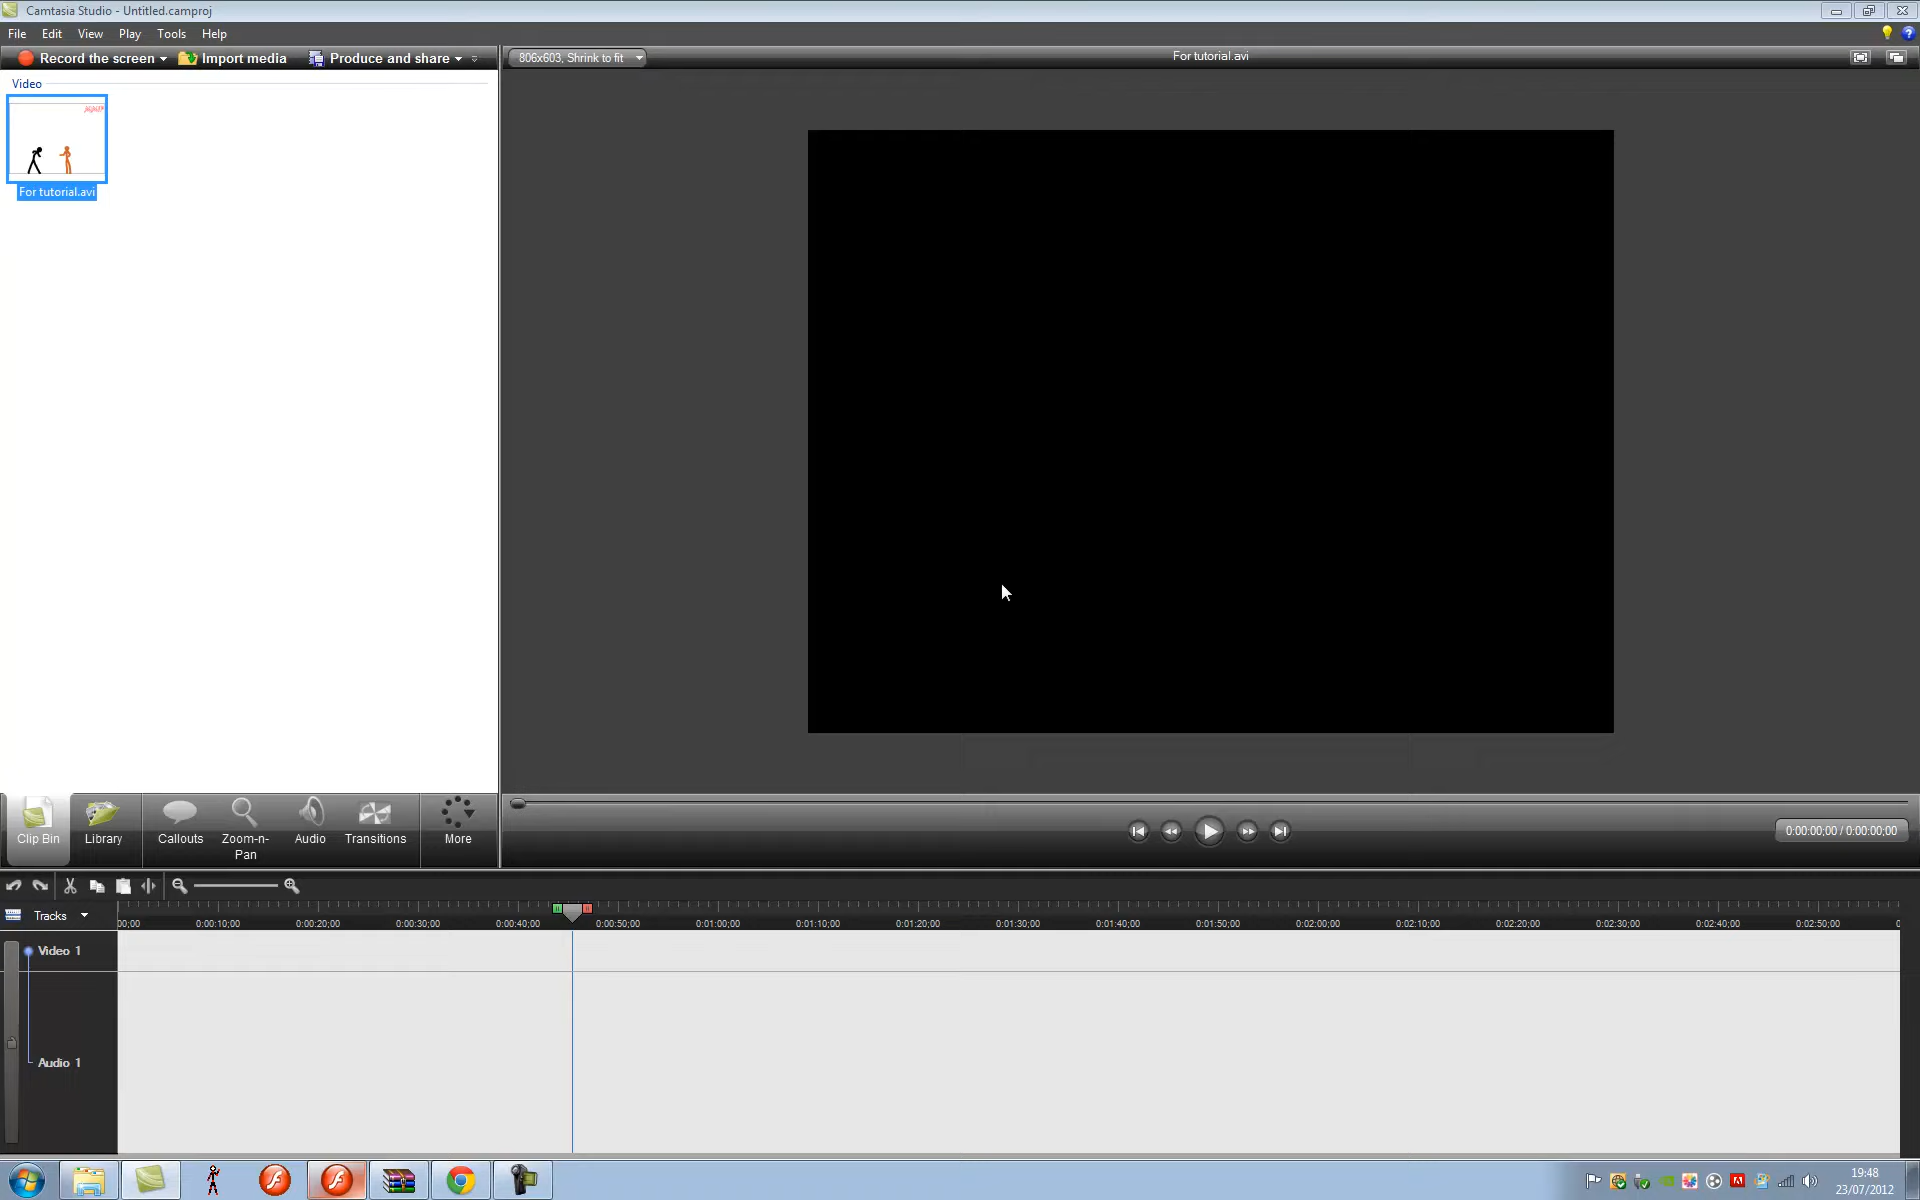 Camtasia Studio - Untitled.camproj
File Edit View Play Tools Help
Record the screen Import media Produce and share
806x603, Shrink to fit
For tutorial.avi
Video
For tutorial.avi
Clip Bin Library Callouts Zoom-n-Pan Audio Transitions More
0:00:00;00 / 0:00:00;00
Tracks
00;00 0:00:10;00 0:00:20;00 0:00:30;00 0:00:40;00 0:00:50;00 0:01:00;00 0:01:10;00 0:01:20;00 0:01:30;00 0:01:40;00 0:01:50;00 0:02:00;00 0:02:10;00 0:02:20;00 0:02:30;00 0:02:40;00 0:02:50;00
Video 1
Audio 1
19:48
23/07/2012